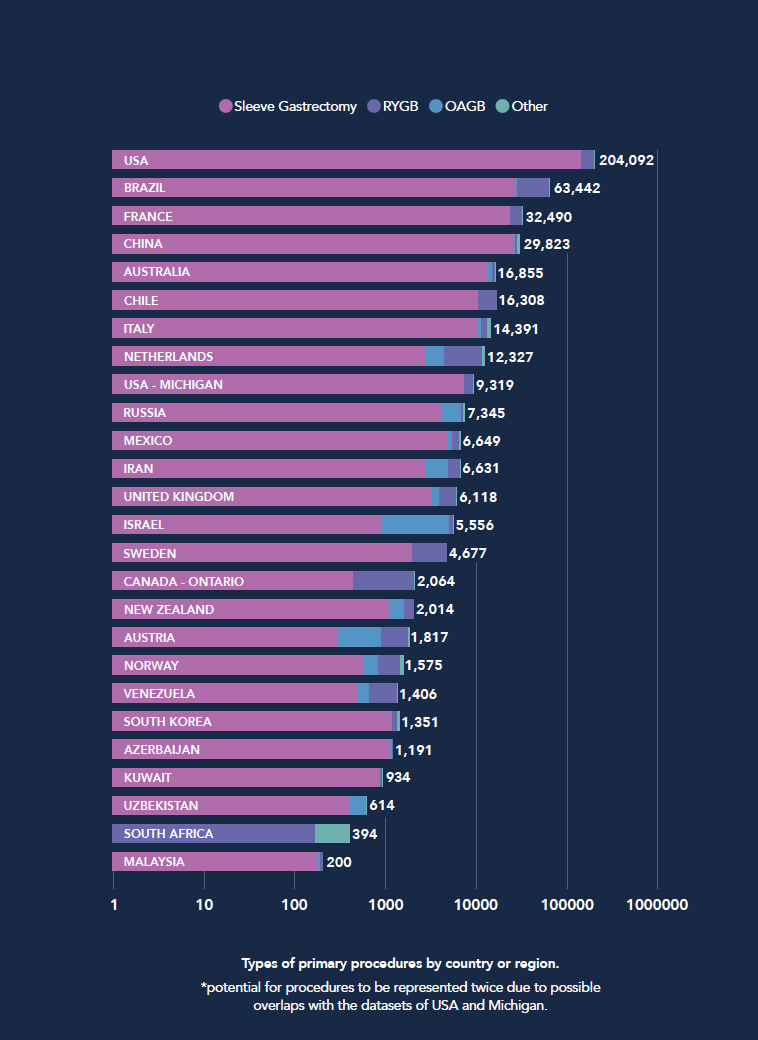 Sleeve Gastrectomy RYGB OAGB Other
USA 204,092
BRAZIL 63,442
FRANCE 32,490
CHINA 29,823
AUSTRALIA 16,855
CHILE 16,308
ITALY 14,391
NETHERLANDS 12,327
USA - MICHIGAN 9,319
RUSSIA 7,345
MEXICO 6,649
IRAN 6,631
UNITED KINGDOM 6,118
ISRAEL 5,556
SWEDEN 4,677
CANADA - ONTARIO 2,064
NEW ZEALAND 2,014
AUSTRIA 1,817
NORWAY 1,575
VENEZUELA 1,406
SOUTH KOREA 1,351
AZERBAIJAN 1,191
KUWAIT 934
UZBEKISTAN 614
SOUTH AFRICA 394
MALAYSIA 200
1 10 100 1000 10000 100000 1000000
Types of primary procedures by country or region.
*potential for procedures to be represented twice due to possible
overlaps with the datasets of USA and Michigan.